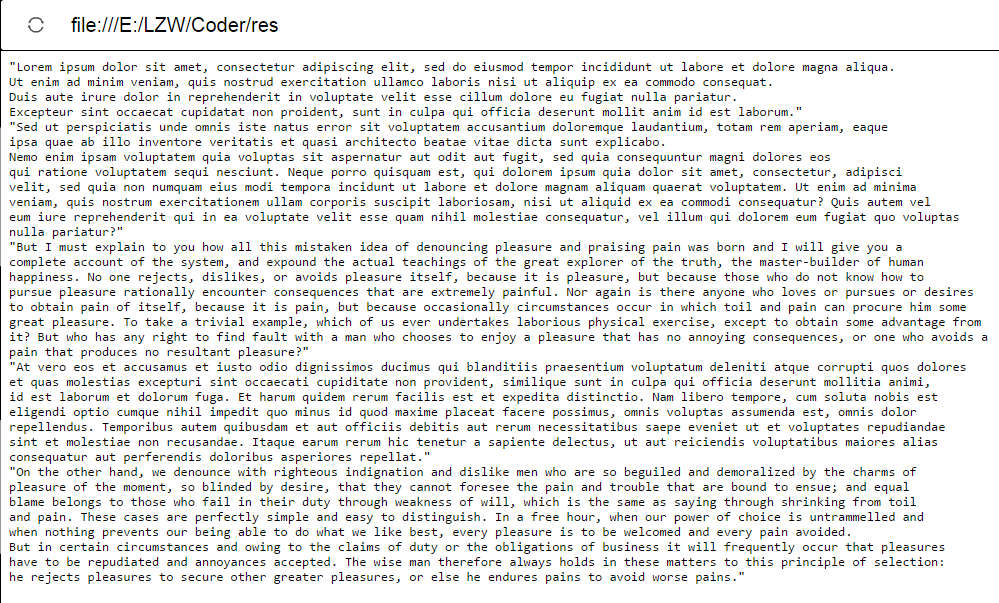 file:///E:/LZW/Coder/res
"Lorem ipsum dolor sit amet, consectetur adipiscing elit, sed do eiusmod tempor incididunt ut labore et dolore magna aliqua.
Ut enim ad minim veniam, quis nostrud exercitation ullamco laboris nisi ut aliquip ex ea commodo consequat.
Duis aute irure dolor in reprehenderit in voluptate velit esse cillum dolore eu fugiat nulla pariatur.
Excepteur sint occaecat cupidatat non proident, sunt in culpa qui officia deserunt mollit anim id est laborum."
"Sed ut perspiciatis unde omnis iste natus error sit voluptatem accusantium doloremque laudantium, totam rem aperiam, eaque
ipsa quae ab illo inventore veritatis et quasi architecto beatae vitae dicta sunt explicabo.
Nemo enim ipsam voluptatem quia voluptas sit aspernatur aut odit aut fugit, sed quia consequuntur magni dolores eos
qui ratione voluptatem sequi nesciunt. Neque porro quisquam est, qui dolorem ipsum quia dolor sit amet, consectetur, adipisci
velit, sed quia non numquam eius modi tempora incidunt ut labore et dolore magnam aliquam quaerat voluptatem. Ut enim ad minima
veniam, quis nostrum exercitationem ullam corporis suscipit laboriosam, nisi ut aliquid ex ea commodi consequatur? Quis autem vel
eum iure reprehenderit qui in ea voluptate velit esse quam nihil molestiae consequatur, vel illum qui dolorem eum fugiat quo voluptas
nulla pariatur?"
"But I must explain to you how all this mistaken idea of denouncing pleasure and praising pain was born and I will give you a
complete account of the system, and expound the actual teachings of the great explorer of the truth, the master-builder of human
happiness. No one rejects, dislikes, or avoids pleasure itself, because it is pleasure, but because those who do not know how to
pursue pleasure rationally encounter consequences that are extremely painful. Nor again is there anyone who loves or pursues or desires
to obtain pain of itself, because it is pain, but because occasionally circumstances occur in which toil and pain can procure him some
great pleasure. To take a trivial example, which of us ever undertakes laborious physical exercise, except to obtain some advantage from
it? But who has any right to find fault with a man who chooses to enjoy a pleasure that has no annoying consequences, or one who avoids a
pain that produces no resultant pleasure?"
"At vero eos et accusamus et iusto odio dignissimos ducimus qui blanditiis praesentium voluptatum deleniti atque corrupti quos dolores
et quas molestias excepturi sint occaecati cupiditate non provident, similique sunt in culpa qui officia deserunt mollitia animi,
id est laborum et dolorum fuga. Et harum quidem rerum facilis est et expedita distinctio. Nam libero tempore, cum soluta nobis est
eligendi optio cumque nihil impedit quo minus id quod maxime placeat facere possimus, omnis voluptas assumenda est, omnis dolor
repellendus. Temporibus autem quibusdam et aut officiis debitis aut rerum necessitatibus saepe eveniet ut et voluptates repudiandae
sint et molestiae non recusandae. Itaque earum rerum hic tenetur a sapiente delectus, ut aut reiciendis voluptatibus maiores alias
consequatur aut perferendis doloribus asperiores repellat."
"On the other hand, we denounce with righteous indignation and dislike men who are so beguiled and demoralized by the charms of
pleasure of the moment, so blinded by desire, that they cannot foresee the pain and trouble that are bound to ensue; and equal
blame belongs to those who fail in their duty through weakness of will, which is the same as saying through shrinking from toil
and pain. These cases are perfectly simple and easy to distinguish. In a free hour, when our power of choice is untrammelled and
when nothing prevents our being able to do what we like best, every pleasure is to be welcomed and every pain avoided.
But in certain circumstances and owing to the claims of duty or the obligations of business it will frequently occur that pleasures
have to be repudiated and annoyances accepted. The wise man therefore always holds in these matters to this principle of selection:
he rejects pleasures to secure other greater pleasures, or else he endures pains to avoid worse pains."